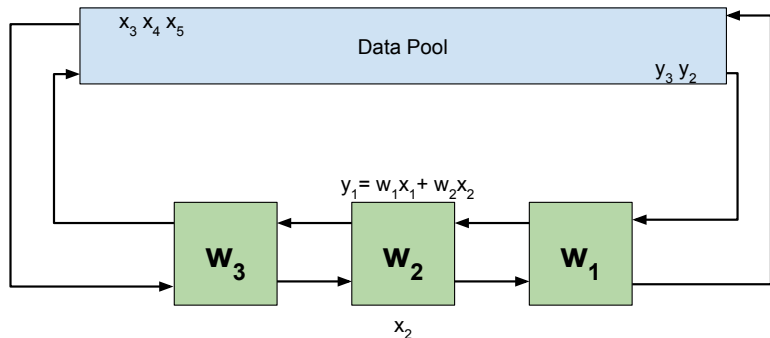 x₃ x₄ x₅
Data Pool
y₃ y₂
y₁= w₁x₁+ w₂x₂
w₃ w₂ w₁
x₂